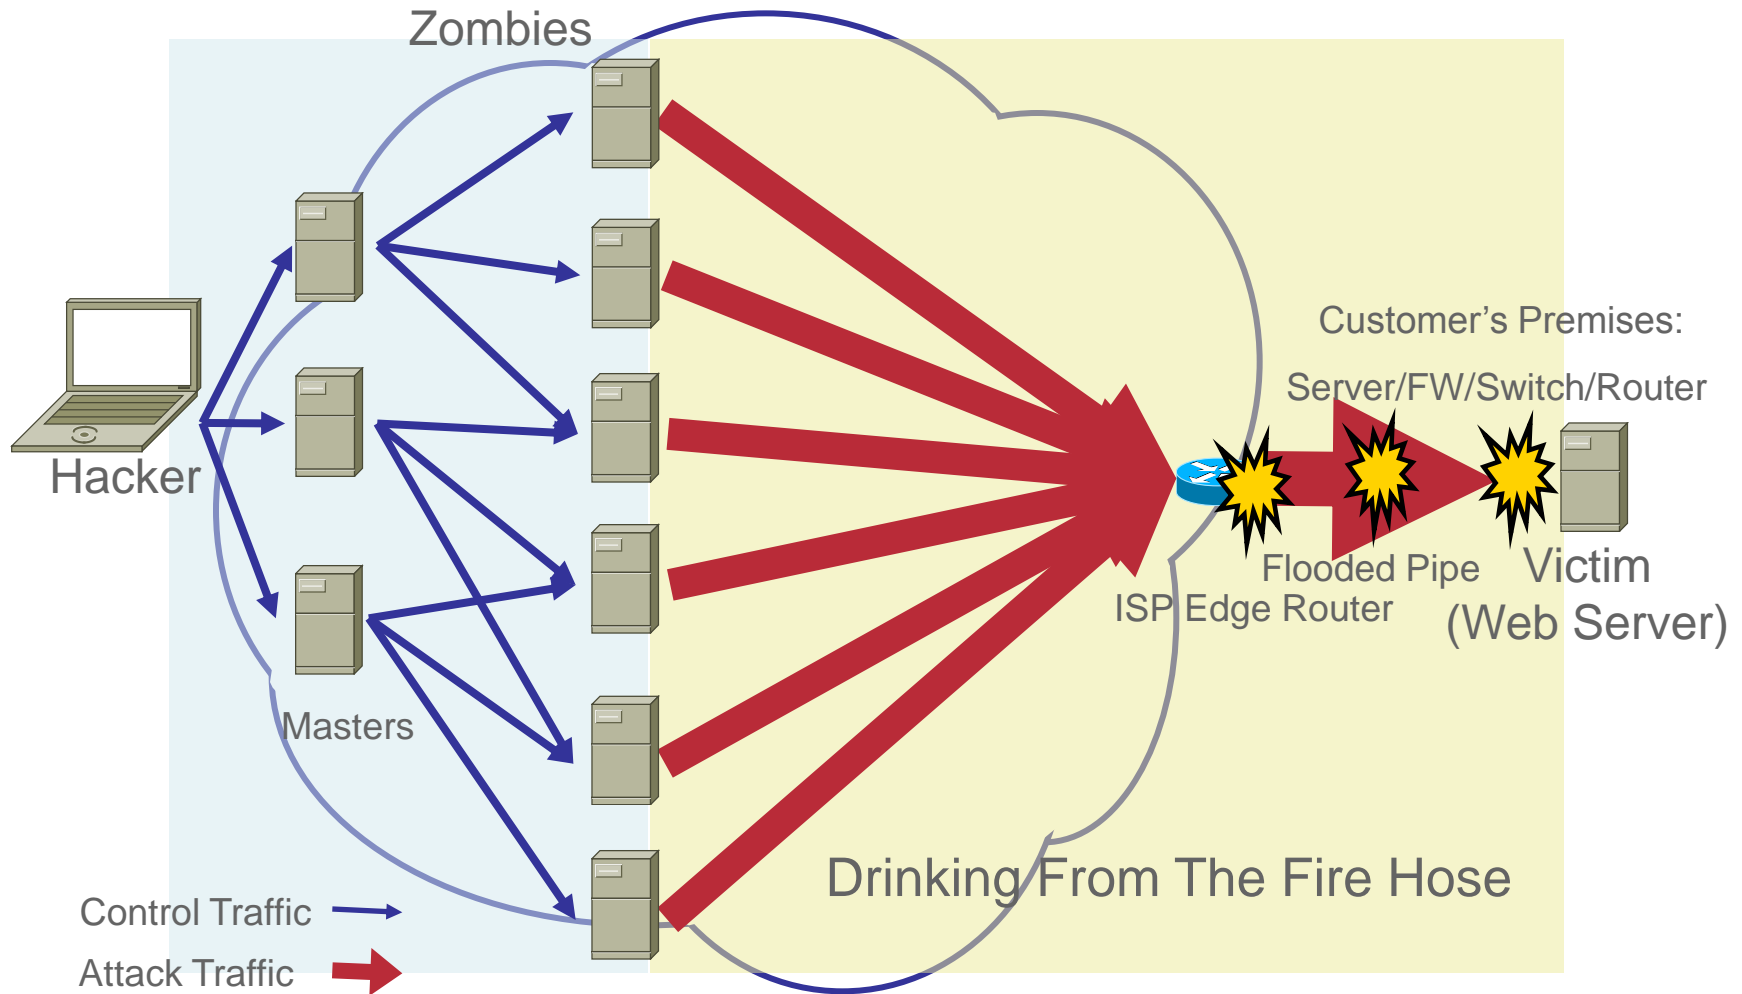 Zombies
Customer's Premises:
Server/FW/Switch/Router
Hacker
Flooded Pipe
Victim
(Web Server)
ISP Edge Router
Masters
Drinking From The Fire Hose
Control Traffic
Attack Traffic